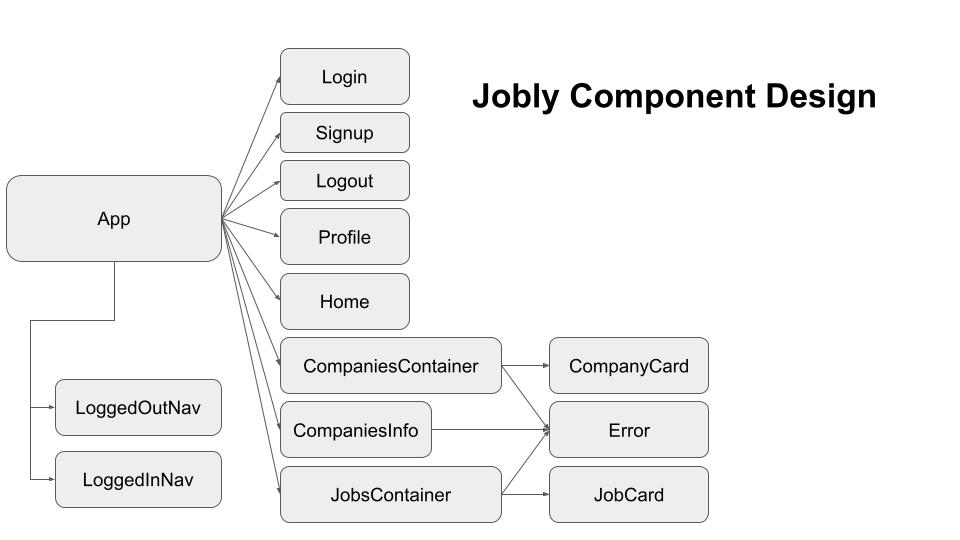 Jobly Component Design
Login
Signup
Logout
App
Profile
Home
CompaniesContainer
CompanyCard
LoggedOutNav
CompaniesInfo
Error
LoggedInNav
JobsContainer
JobCard